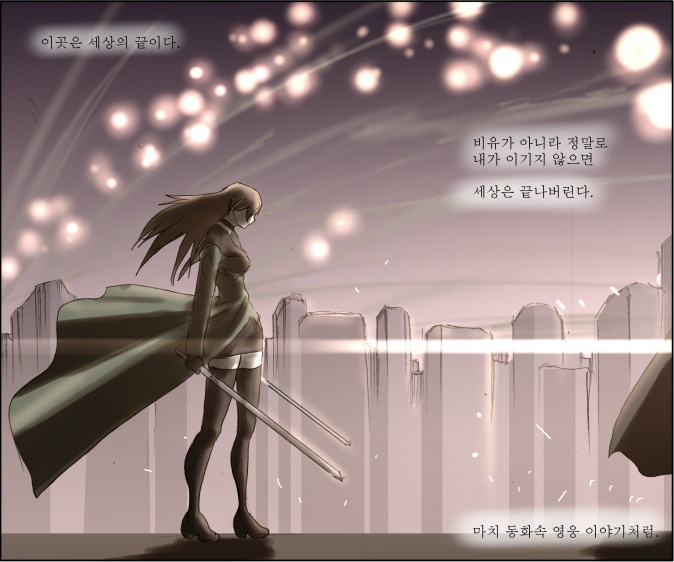 이곳은 세상의 끝이다.
비유가 아니라 정말로
내가 이기지 않으면
세상은 끝나버린다.
마치 동화속 영웅 이야기처럼.